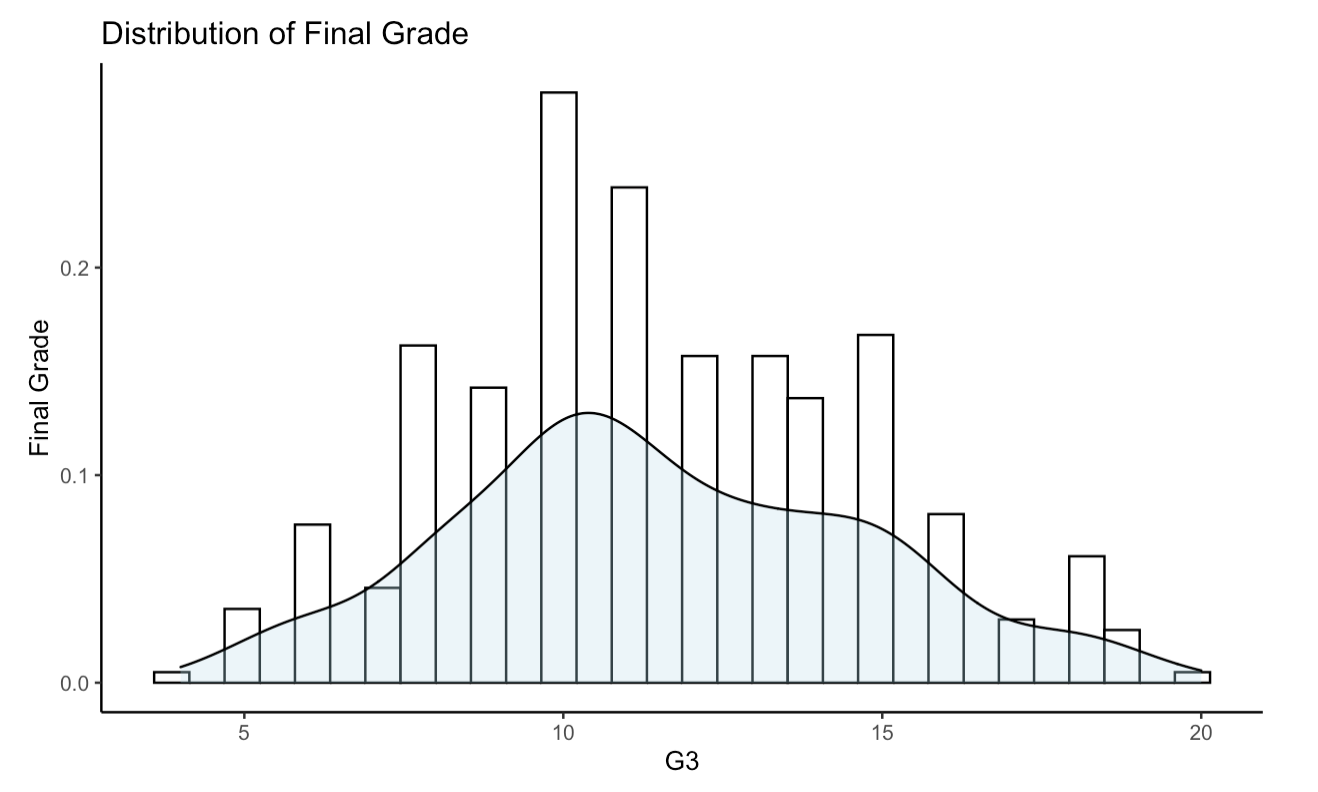 Distribution of Final Grade
Final Grade
0.2
0.1
0.0
5 10 15 20
G3